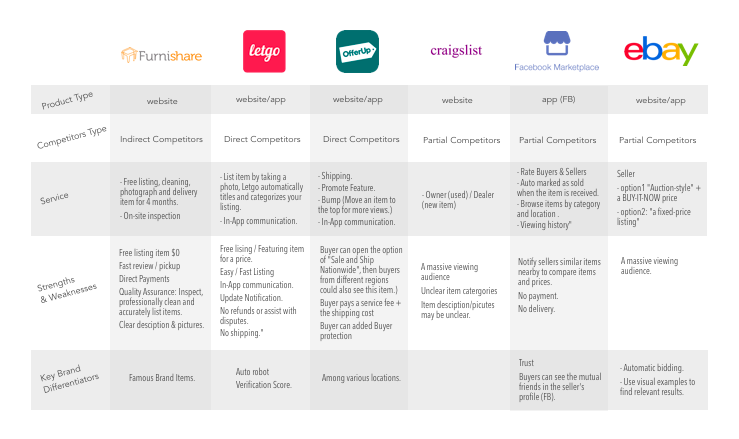 Furnishare
letgo
OfferUp
craigslist
Facebook Marketplace
ebay
Product Type
website
website/app
website/app
website
app (FB)
website/app
Competitors Type
Indirect Competitors
Direct Competitors
Direct Competitors
Partial Competitors
Partial Competitors
Partial Competitors
Service
- Free listing, cleaning,
photograph and delivery
item for 4 months.
- On-site inspection
- List item by taking a
photo, Letgo automatically
titles and categorizes your
listing.
- In-App communication.
- Shipping.
- Promote Feature.
- Bump (Move an item to
the top for more views.)
- In-App communication.
- Owner (used) / Dealer
(new item)
- Rate Buyers & Sellers
- Auto marked as sold
when the item is received.
- Browse items by category
and location .
- Viewing history"
Seller
- option1 "Auction-style" +
a BUY-IT-NOW price
- option2: "a fixed-price
listing"
Strengths
& Weaknesses
Free listing item $0
Fast review / pickup
Direct Payments
Quality Assurance: Inspect,
professionally clean and
accurately list items.
Clear desciption & pictures.
Free lising / Featuring item
for a price.
Easy / Fast Listing
In-App communication.
Update Notification.
No refunds or assist with
disputes.
No shipping."
Buyer can open the option
of "Sale and Ship
Nationwide", then buyers
from different regions
could also see this item.)
Buyer pays a service fee +
the shipping cost
Buyer can added Buyer
protection
A massive viewing
audience
Unclear item catergories
Item desciption/picutes
may be unclear.
Notify sellers similar items
nearby to compare items
and prices.
No payment.
No delivery.
A massive viewing
audience.
Key Brand
Differentiators
Famous Brand Items.
Auto robot
Verification Score.
Among various locations.
Trust
Buyers can see the mutual
friends in the seller's
profile (FB).
- Automatic bidding.
- Use visual examples to
find relevant results.